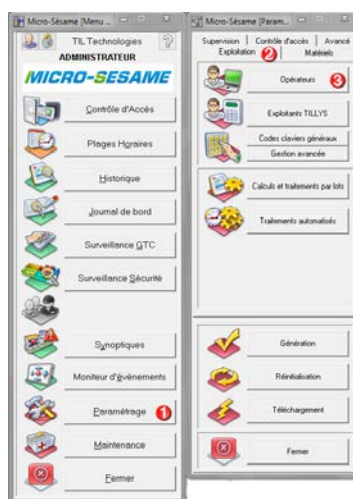 Micro-Sésame [Menu ...
TIL Technologies
?
ADMINISTRATEUR
MICRO-SESAME
Contrôle d'Accès
Plages Horaires
Historique
Journal de bord
Surveillance GTC
Surveillance Sécurité
Synoptiques
Moniteur d'évènements
Paramétrage 1
Maintenance
Fermer
Micro-Sésame [Param...
Supervision Contrôle d'accès Avancé
Exploitation 2 Matériels
Opérateurs 3
Exploitants TILLYS
Codes claviers généraux
Gestion avancée
Calculs et traitements par lots
Traitements automatisés
Génération
Réinitialisation
Téléchargement
Fermer